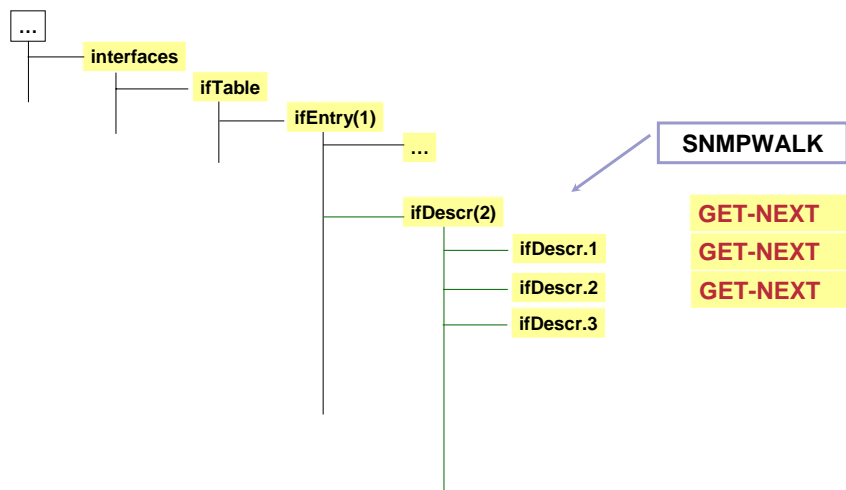 ...
interfaces
ifTable
ifEntry(1)
...
SNMPWALK
ifDescr(2)
GET-NEXT
ifDescr.1
GET-NEXT
ifDescr.2
GET-NEXT
ifDescr.3